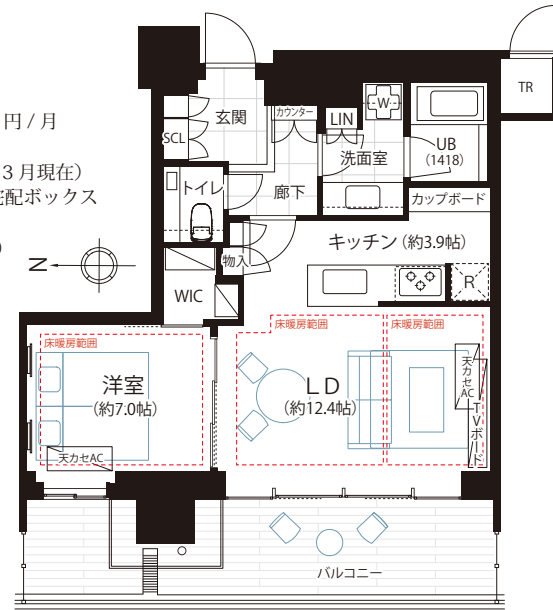 円 / 月
３月現在）
宅配ボックス
）
N
玄関
カウンター
SCL
LIN
W
TR
洗面室
UB
(1418)
トイレ
廊下
カップボード
キッチン (約3.9帖)
物入
WIC
R
床暖房範囲
床暖房範囲
床暖房範囲
洋室
(約7.0帖)
LD
(約12.4帖)
天カセAC
天カセAC
TVボード
バルコニー